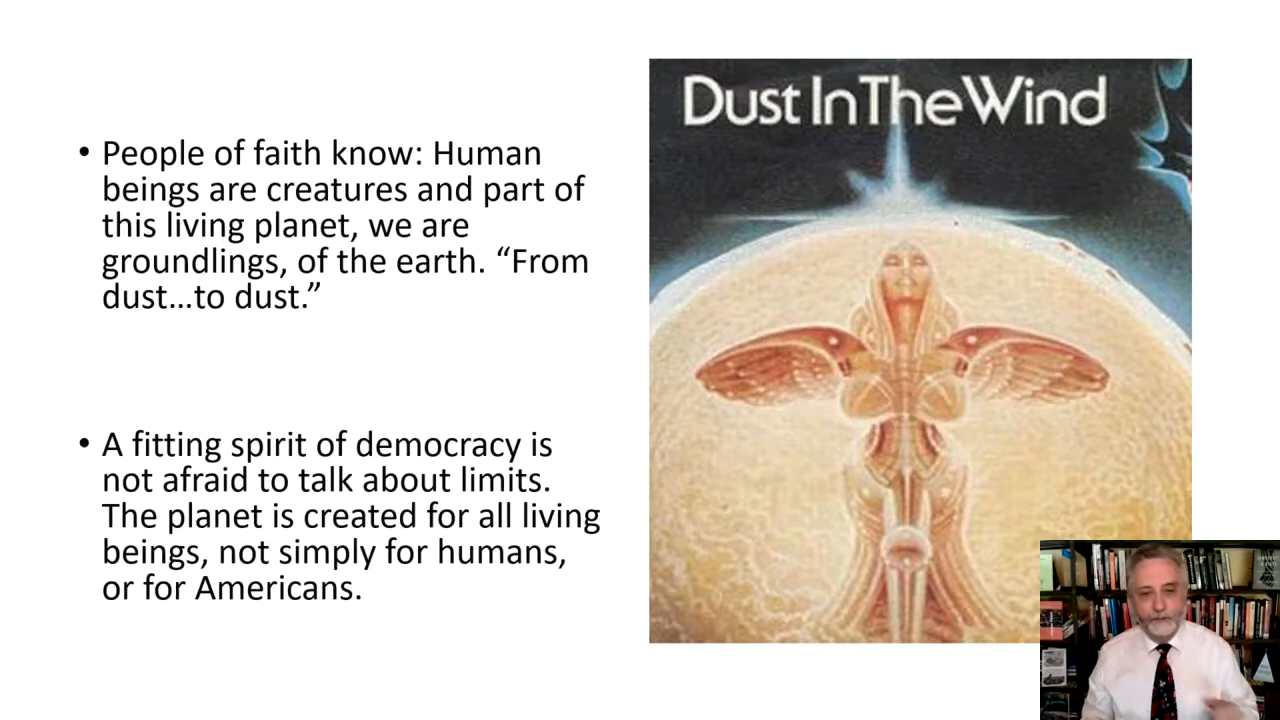 • People of faith know: Human
beings are creatures and part of
this living planet, we are
groundlings, of the earth. “From
dust…to dust.”
• A fitting spirit of democracy is
not afraid to talk about limits.
The planet is created for all living
beings, not simply for humans,
or for Americans.
Dust In The Wind